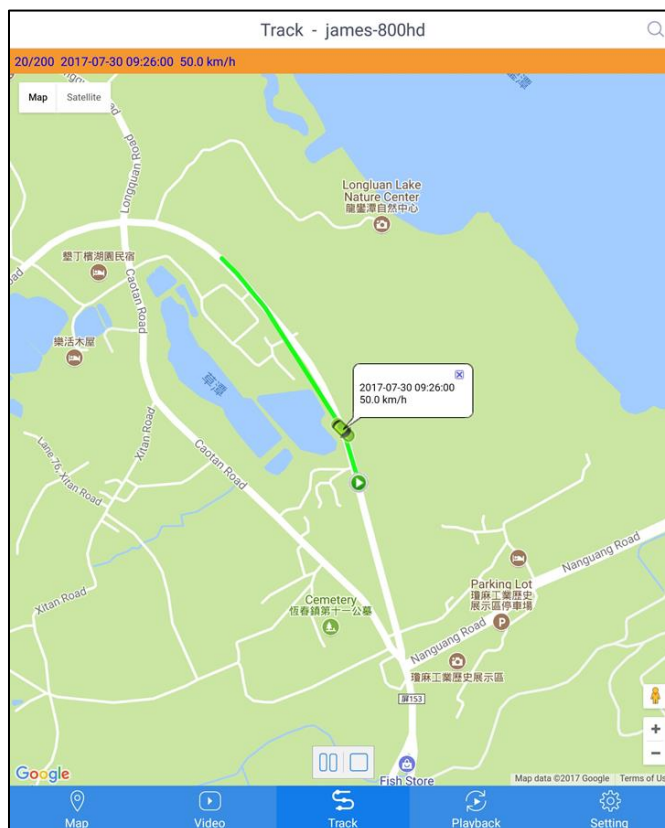 Track - james-800hd
20/200 2017-07-30 09:26:00 50.0 km/h
Map Satellite
Longquan Road
Longluan Lake
Nature Center
龍鑾潭自然中心
墾丁檳湖園民宿
Caotan Road
樂活木屋
草潭
2017-07-30 09:26:00
50.0 km/h
Xitan Road
Lane 76, Xitan Road
Caotan Road
Nanguang Road
Xitan Road
Parking Lot
瓊麻工業歷史
展示區停車場
Cemetery
恆春鎮第十一公墓
Nanguang Road
瓊麻工業歷史展示區
屏153
Fish Store
Google
Map data ©2017 Google Terms of Us
Map Video Track Playback Setting